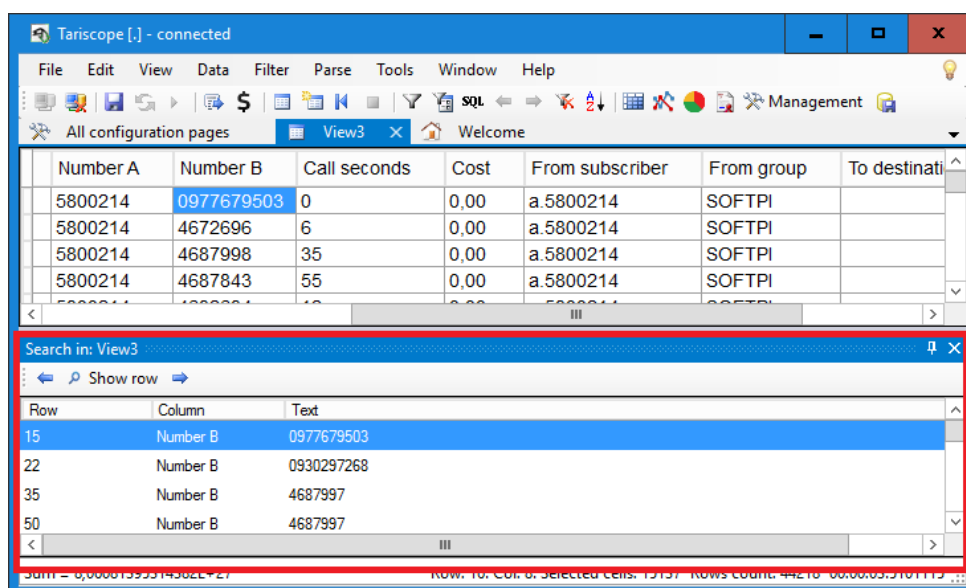 Tariscope [.] - connected
File Edit View Data Filter Parse Tools Window Help
$ SQL Management
All configuration pages View3 Welcome
Number A Number B Call seconds Cost From subscriber From group To destinati
5800214 0977679503 0 0,00 a.5800214 SOFTPI
5800214 4672696 6 0,00 a.5800214 SOFTPI
5800214 4687998 35 0,00 a.5800214 SOFTPI
5800214 4687843 55 0,00 a.5800214 SOFTPI
Search in: View3
Show row
Row Column Text
15 Number B 0977679503
22 Number B 0930297268
35 Number B 4687997
50 Number B 4687997